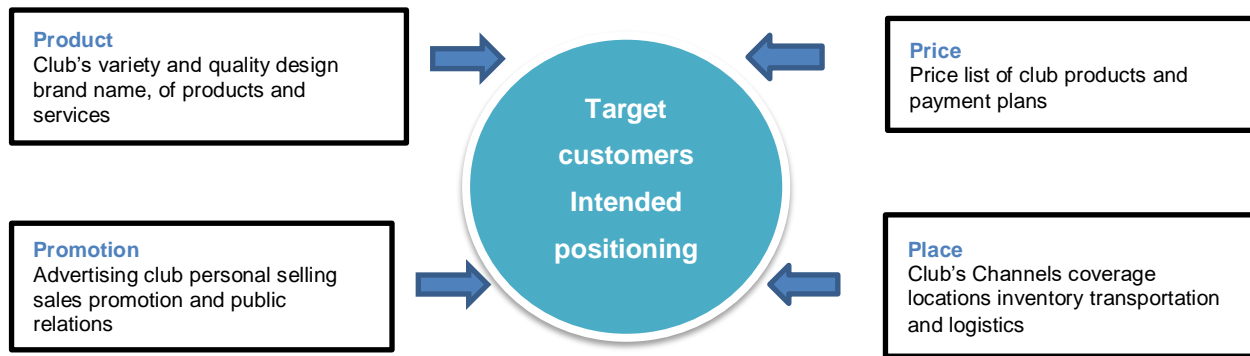 Product
Club's variety and quality design
brand name, of products and
services
Price
Price list of club products and
payment plans
Target
customers
Intended
positioning
Promotion
Advertising club personal selling
sales promotion and public
relations
Place
Club's Channels coverage
locations inventory transportation
and logistics